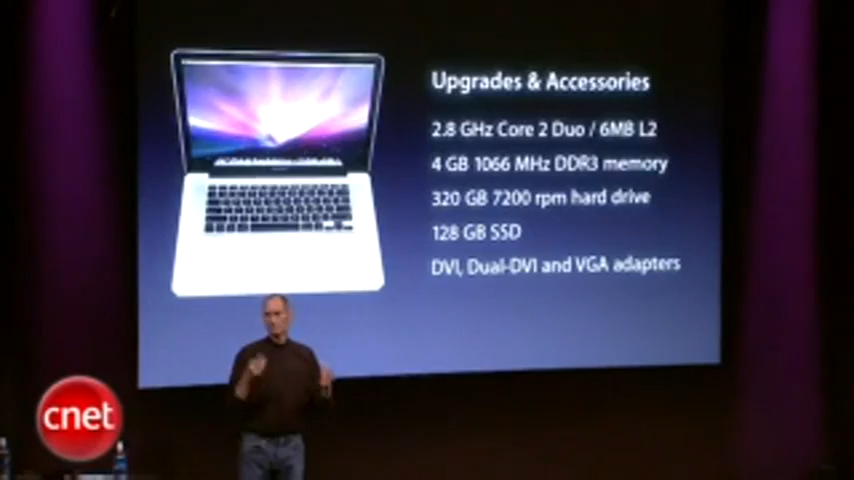 Upgrades & Accessories
2.8 GHz Core 2 Duo / 6MB L2
4 GB 1066 MHz DDR3 memory
320 GB 7200 rpm hard drive
128 GB SSD
DVI, Dual-DVI and VGA adapters
cnet